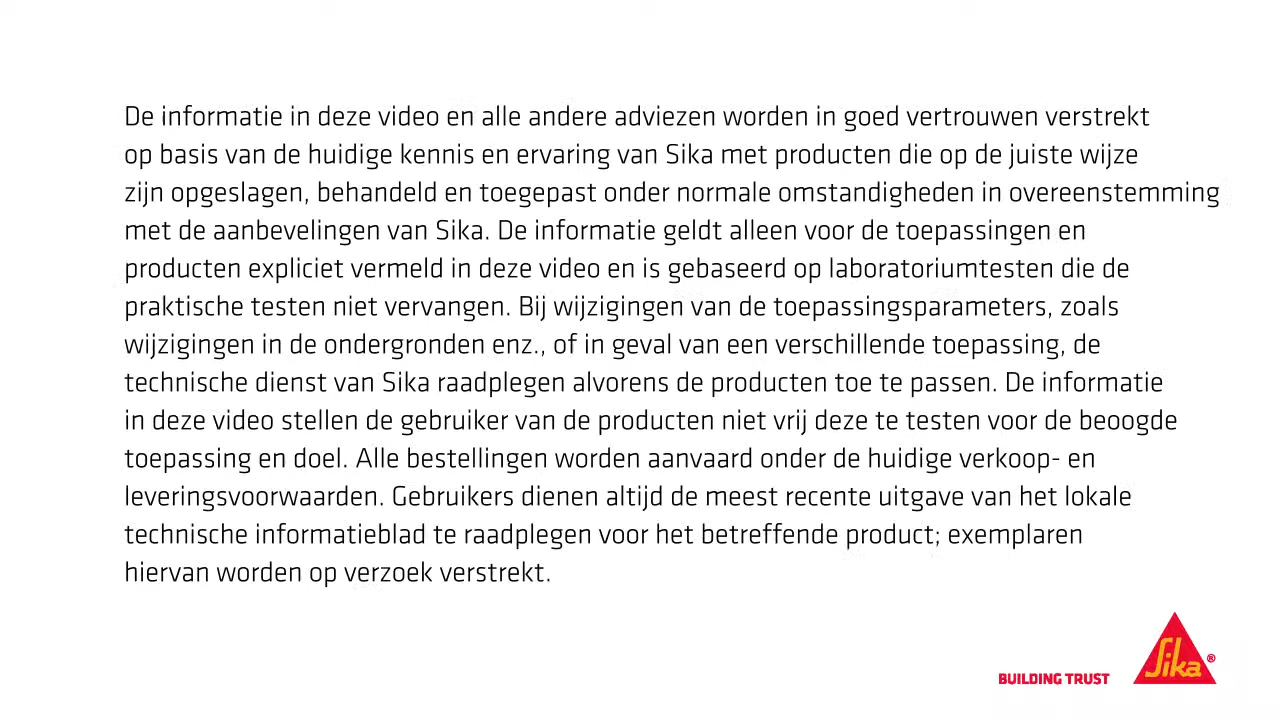 De informatie in deze video en alle andere adviezen worden in goed vertrouwen verstrekt
op basis van de huidige kennis en ervaring van Sika met producten die op de juiste wijze
zijn opgeslagen, behandeld en toegepast onder normale omstandigheden in overeenstemming
met de aanbevelingen van Sika. De informatie geldt alleen voor de toepassingen en
producten expliciet vermeld in deze video en is gebaseerd op laboratoriumtesten die de
praktische testen niet vervangen. Bij wijzigingen van de toepassingsparameters, zoals
wijzigingen in de ondergronden enz., of in geval van een verschillende toepassing, de
technische dienst van Sika raadplegen alvorens de producten toe te passen. De informatie
in deze video stellen de gebruiker van de producten niet vrij deze te testen voor de beoogde
toepassing en doel. Alle bestellingen worden aanvaard onder de huidige verkoop- en
leveringsvoorwaarden. Gebruikers dienen altijd de meest recente uitgave van het lokale
technische informatieblad te raadplegen voor het betreffende product; exemplaren
hiervan worden op verzoek verstrekt.
BUILDING TRUST
Sika®